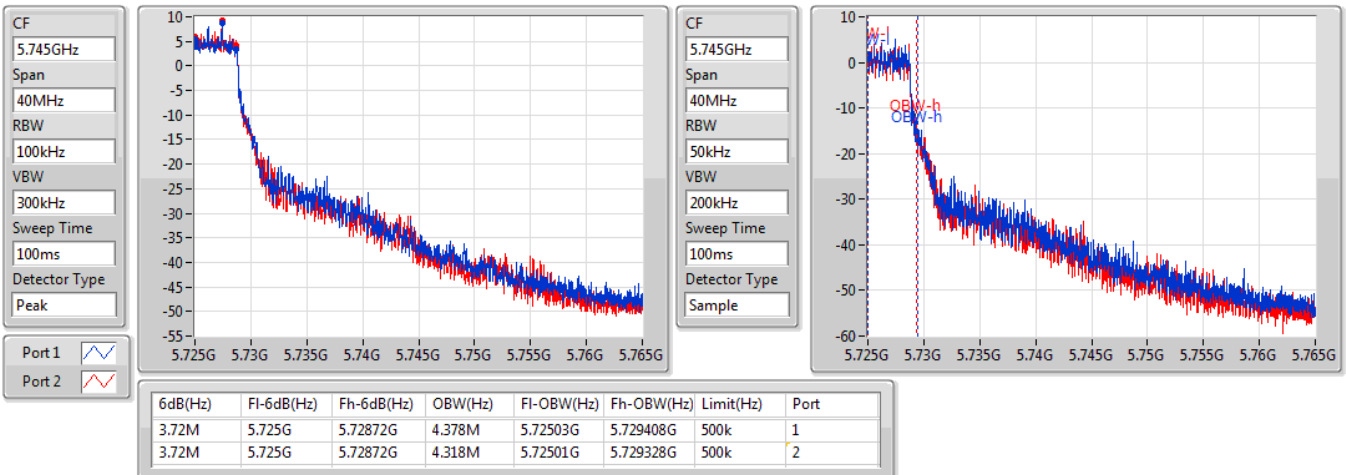 CF
5.745GHz
Span
40MHz
RBW
100kHz
VBW
300kHz
Sweep Time
100ms
Detector Type
Peak
10
5
0
-5
-10
-15
-20
-25
-30
-35
-40
-45
-50
-55
5.725G 5.73G 5.735G 5.74G 5.745G 5.75G 5.755G 5.76G 5.765G
CF
5.745GHz
Span
40MHz
RBW
50kHz
VBW
200kHz
Sweep Time
100ms
Detector Type
Sample
10
0
-10
-20
-30
-40
-50
-60
W-l
W-l
OBW-h
OBW-h
5.725G 5.73G 5.735G 5.74G 5.745G 5.75G 5.755G 5.76G 5.765G
Port 1
Port 2
6dB(Hz) Fl-6dB(Hz) Fh-6dB(Hz) OBW(Hz) Fl-OBW(Hz) Fh-OBW(Hz) Limit(Hz) Port
3.72M 5.725G 5.72872G 4.378M 5.72503G 5.729408G 500k 1
3.72M 5.725G 5.72872G 4.318M 5.72501G 5.729328G 500k 2